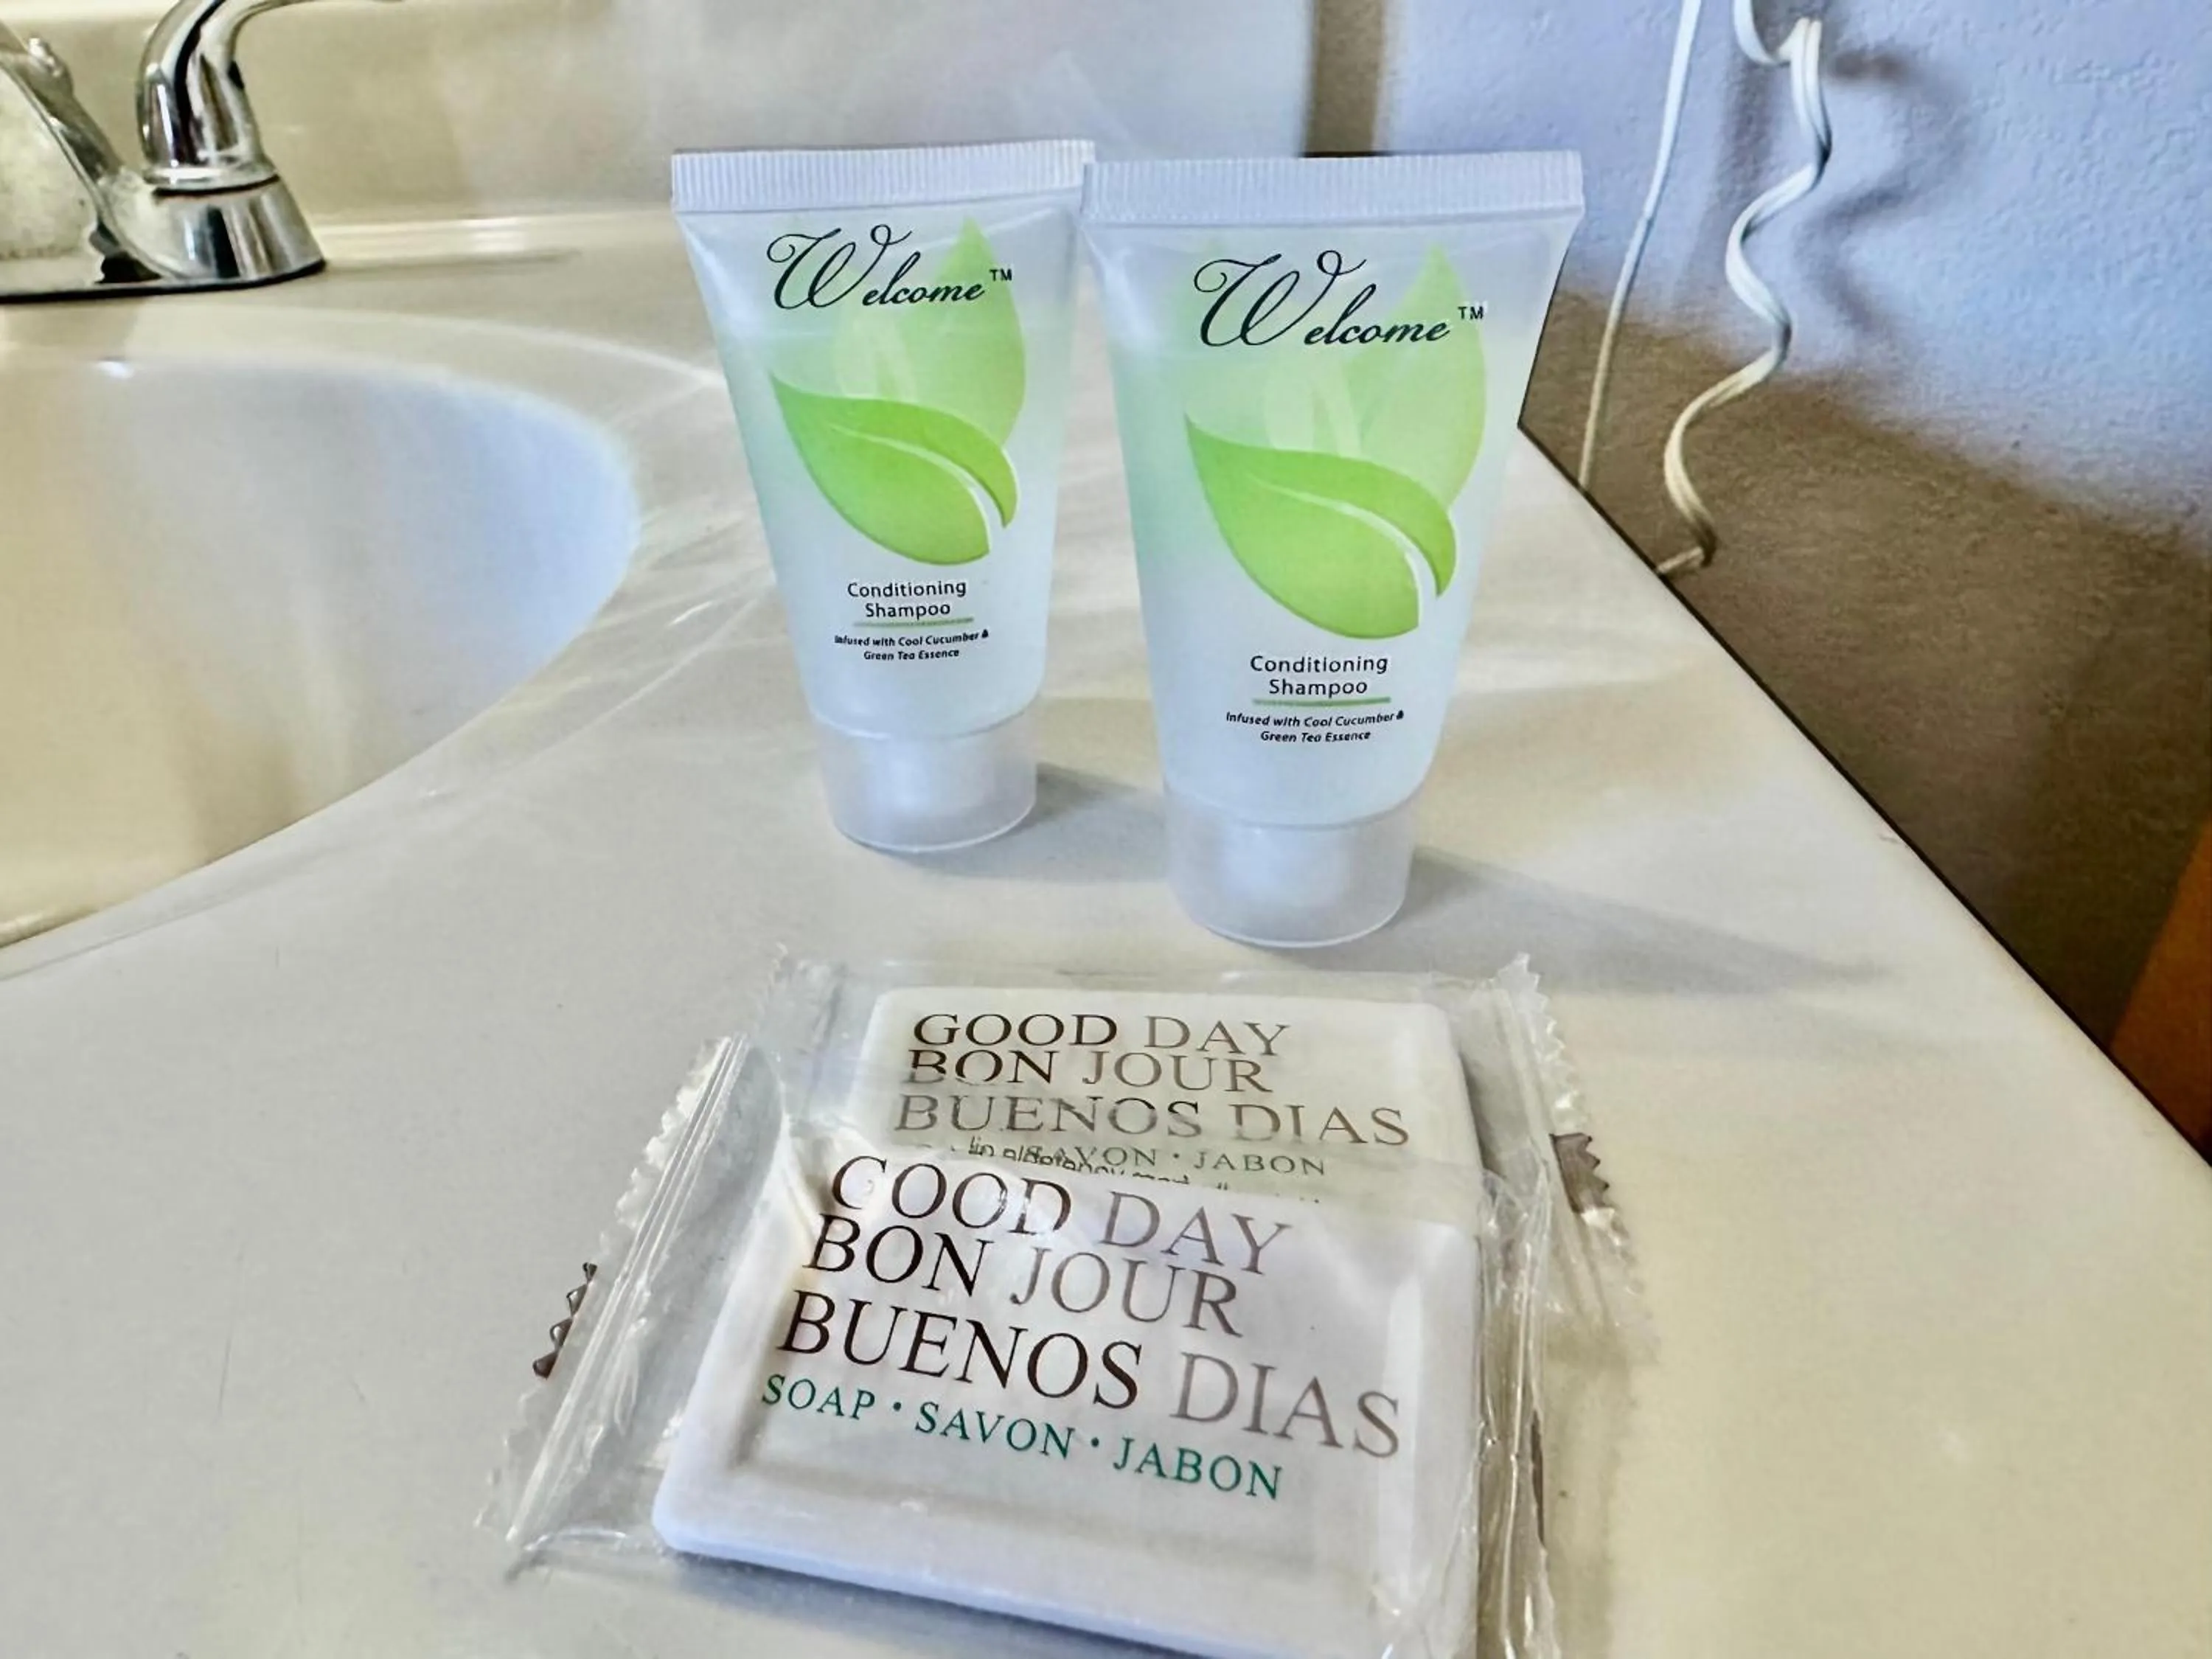 Welcome™
Conditioning
Shampoo
Infused with Cool Cucumber &
Green Tea Essence
Welcome™
Conditioning
Shampoo
Infused with Cool Cucumber &
Green Tea Essence
GOOD DAY
BON JOUR
BUENOS DIAS
SAVON · JABON
GOOD DAY
BON JOUR
BUENOS DIAS
SOAP · SAVON · JABON